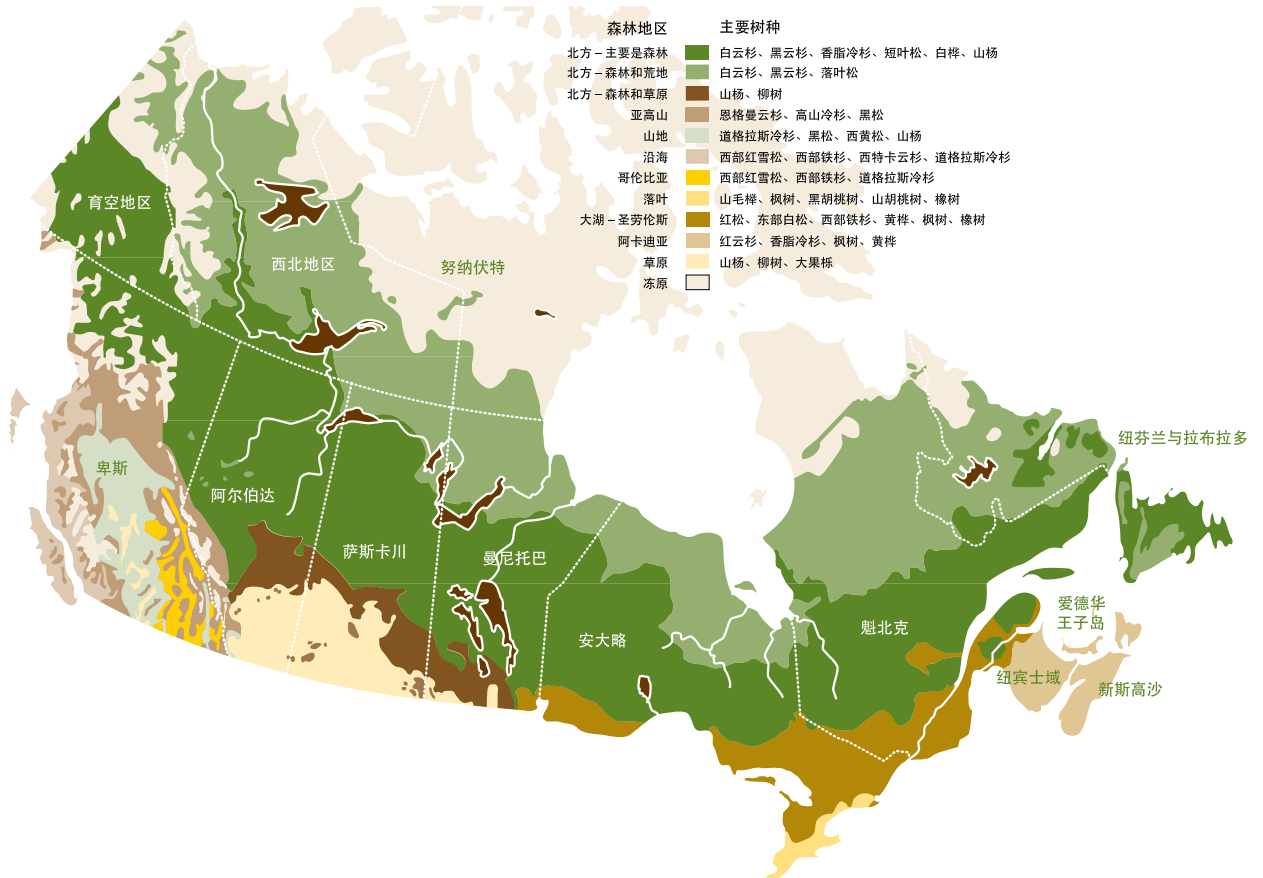 森林地区 主要树种
北方－主要是森林 白云杉、黑云杉、香脂冷杉、短叶松、白桦、山杨
北方－森林和荒地 白云杉、黑云杉、落叶松
北方－森林和草原 山杨、柳树
亚高山 恩格曼云杉、高山冷杉、黑松
山地 道格拉斯冷杉、黑松、西黄松、山杨
沿海 西部红雪松、西部铁杉、西特卡云杉、道格拉斯冷杉
哥伦比亚 西部红雪松、西部铁杉、道格拉斯冷杉
落叶 山毛榉、枫树、黑胡桃树、山胡桃树、橡树
大湖－圣劳伦斯 红松、东部白松、西部铁杉、黄桦、枫树、橡树
阿卡迪亚 红云杉、香脂冷杉、枫树、黄桦
草原 山杨、柳树、大果栎
冻原
育空地区
西北地区
努纳伏特
卑斯
阿尔伯达
萨斯卡川
曼尼托巴
安大略
魁北克
纽芬兰与拉布拉多
爱德华
王子岛
纽宾士域
新斯高沙